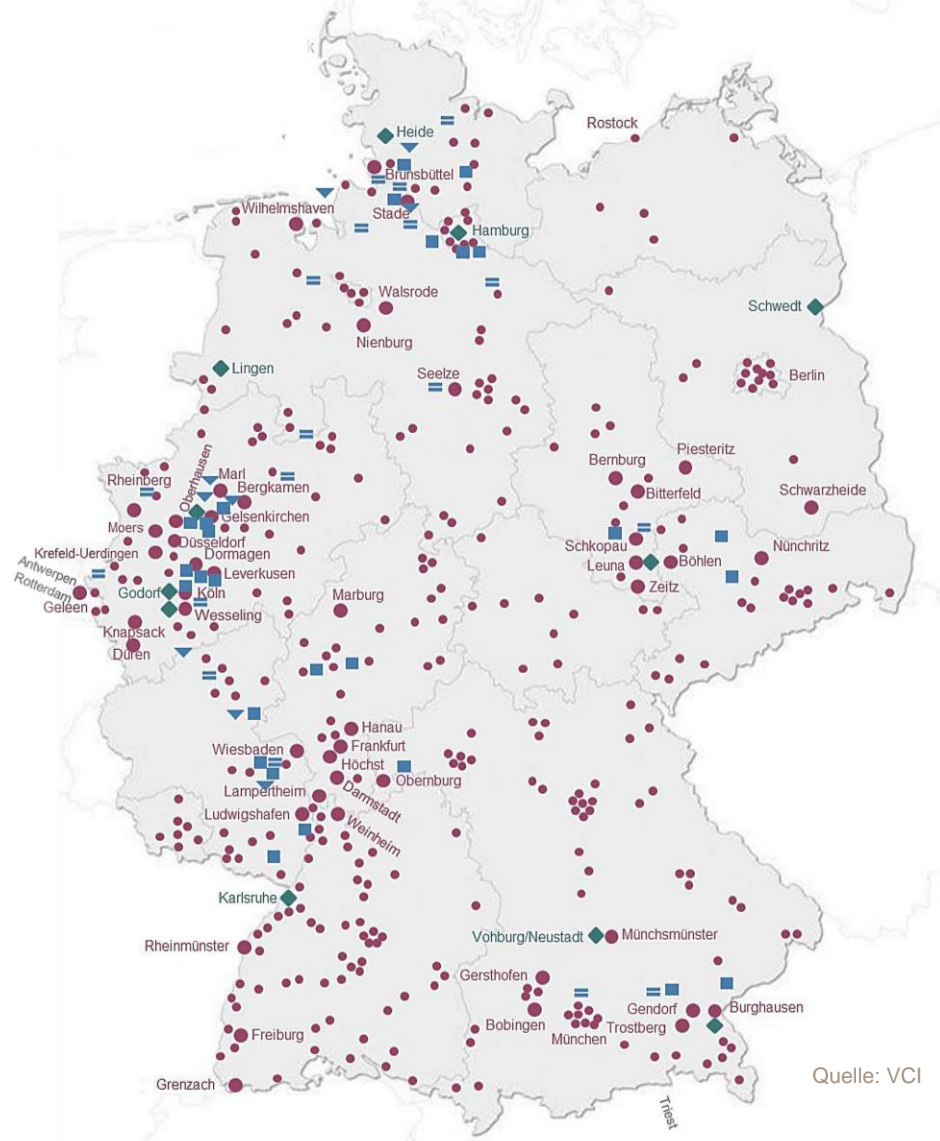 Rostock
Heide
Brunsbüttel
Wilhelmshaven
Stade
Hamburg
Walsrode
Schwedt
Nienburg
Lingen
Seelze
Berlin
Oberhausen
Marl
Rheinberg
Bergkamen
Piesteritz
Bernburg
Bitterfeld
Schwarzheide
Gelsenkirchen
Moers
Düsseldorf
Schkopau
Krefeld-Uerdingen
Dormagen
Nünchritz
Leuna
Böhlen
Antwerpen
Rotterdam
Leverkusen
Godorf
Köln
Zeitz
Geleen
Marburg
Wesseling
Knapsack
Düren
Hanau
Wiesbaden
Frankfurt
Höchst
Obernburg
Lampertheim
Darmstadt
Ludwigshafen
Weinheim
Karlsruhe
Vohburg/Neustadt
Münchsmünster
Rheinmünster
Gersthofen
Gendorf
Burghausen
Bobingen
Trostberg
München
Freiburg
Quelle: VCI
Grenzach
Triest